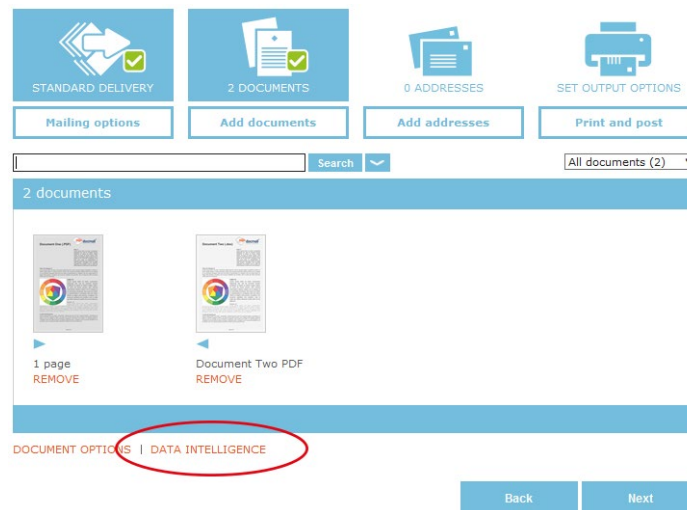 STANDARD DELIVERY
2 DOCUMENTS
0 ADDRESSES
SET OUTPUT OPTIONS
Mailing options
Add documents
Add addresses
Print and post
Search
All documents (2)
2 documents
1 page
Document Two PDF
REMOVE
REMOVE
DOCUMENT OPTIONS | DATA INTELLIGENCE
Back
Next